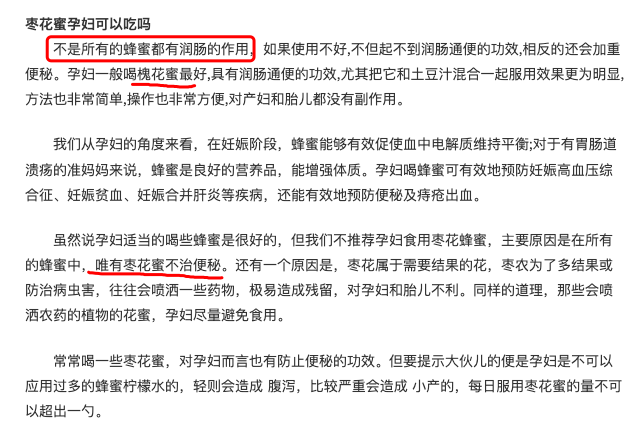 枣花蜜孕妇可以吃吗
不是所有的蜂蜜都有润肠的作用，如果使用不好,不但起不到润肠通便的功效,相反的还会加重
便秘。孕妇一般喝槐花蜜最好,具有润肠通便的功效,尤其把它和土豆汁混合一起服用效果更为明显,
方法也非常简单,操作也非常方便,对产妇和胎儿都没有副作用。
我们从孕妇的角度来看，在妊娠阶段，蜂蜜能够有效促使血中电解质维持平衡;对于有胃肠道
溃疡的准妈妈来说，蜂蜜是良好的营养品，能增强体质。孕妇喝蜂蜜可有效地预防妊娠高血压综
合征、妊娠贫血、妊娠合并肝炎等疾病，还能有效地预防便秘及痔疮出血。
虽然说孕妇适当的喝些蜂蜜是很好的，但我们不推荐孕妇食用枣花蜂蜜，主要原因是在所有
的蜂蜜中，唯有枣花蜜不治便秘。还有一个原因是，枣花属于需要结果的花，枣农为了多结果或
防治病虫害，往往会喷洒一些药物，极易造成残留，对孕妇和胎儿不利。同样的道理，那些会喷
洒农药的植物的花蜜，孕妇尽量避免食用。
常常喝一些枣花蜜，对孕妇而言也有防止便秘的功效。但要提示大伙儿的便是孕妇是不可以
应用过多的蜂蜜柠檬水的，轻则会造成 腹泻，比较严重会造成 小产的，每日服用枣花蜜的量不可
以超出一勺。